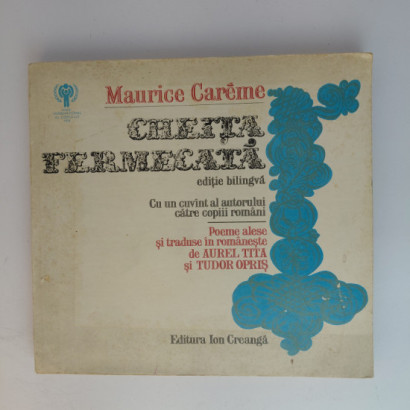 Maurice Carême
CHEIȚA
FERMECATĂ
ediție bilingvă
Cu un cuvînt al autorului
către copiii români
Poeme alese
și traduse în românește
de AUREL TITA
și TUDOR OPRIȘ
Editura Ion Creangă